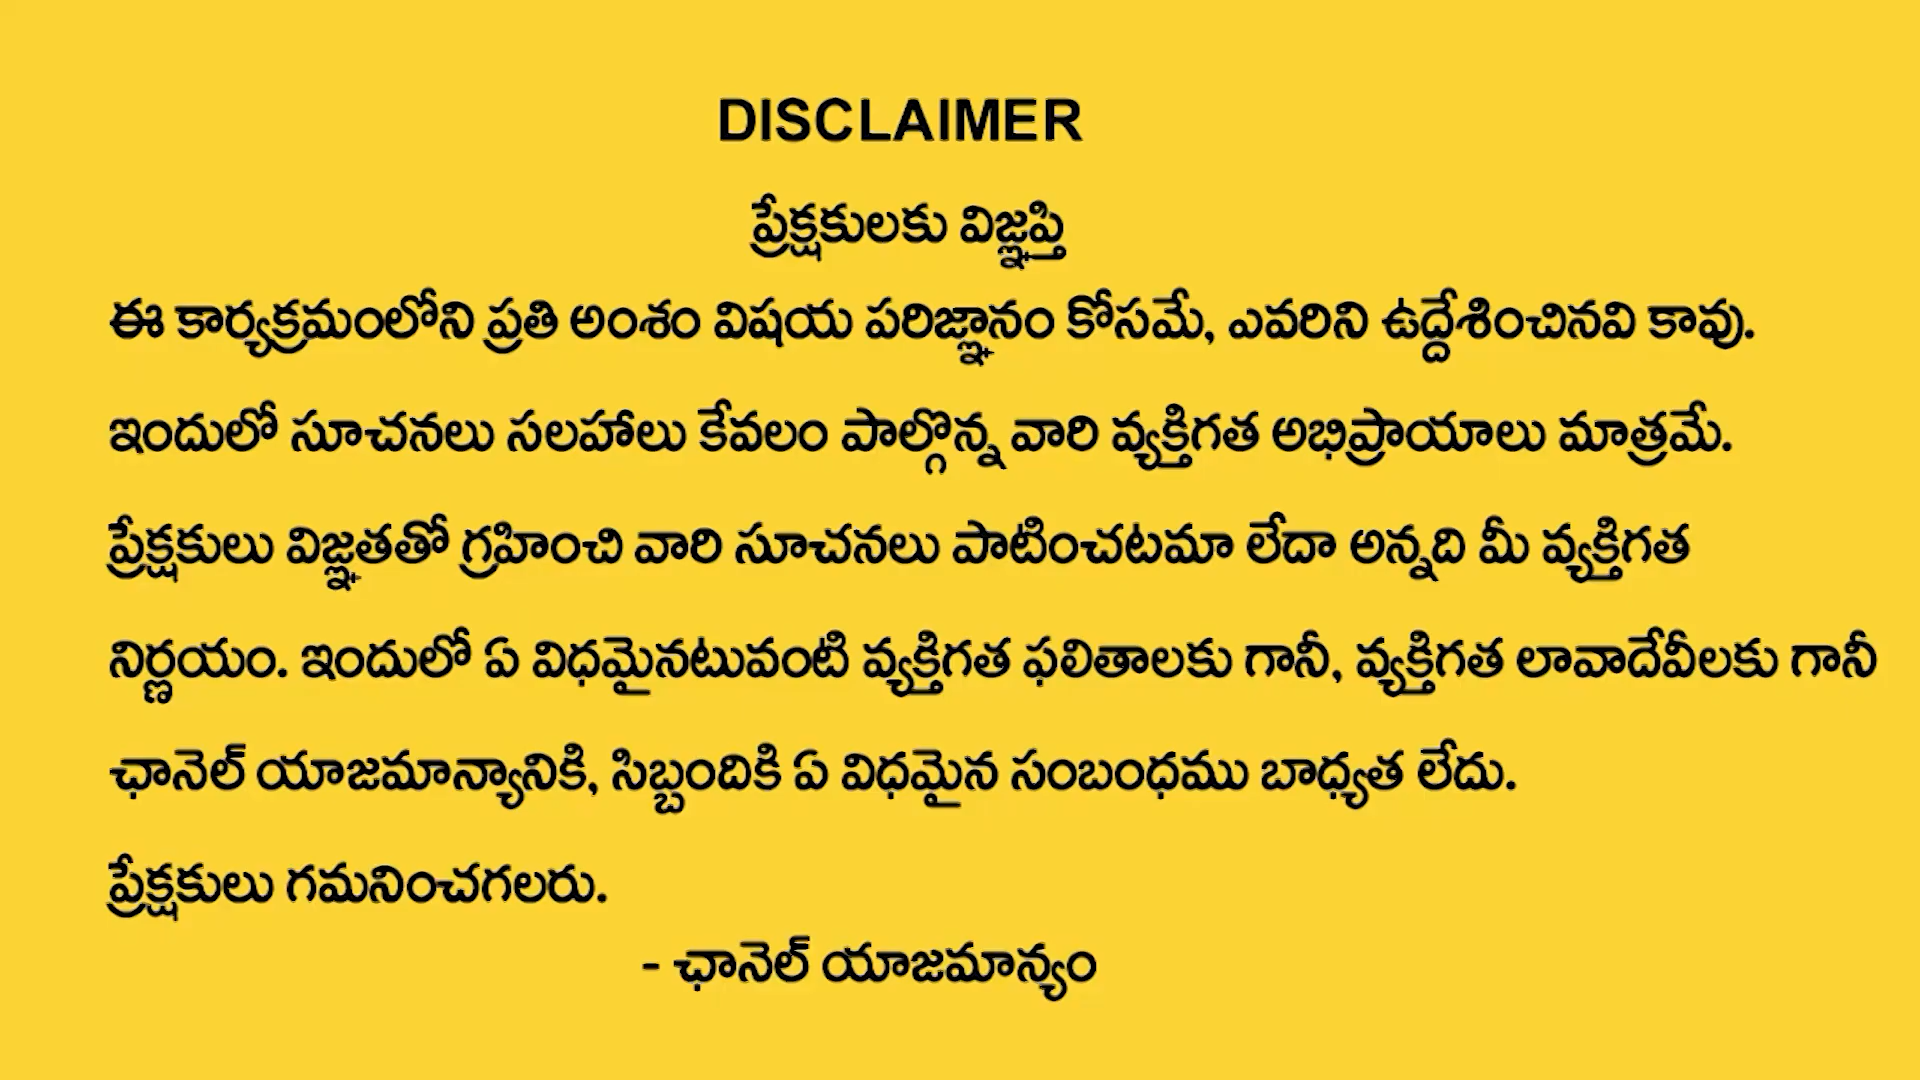 DISCLAIMER
ప్రేక్షకులకు విజ్ఞప్తి
ఈ కార్యక్రమంలోని ప్రతి అంశం విషయ పరిజ్ఞానం కోసమే, ఎవరిని ఉద్దేశించినవి కావు.
ఇందులో సూచనలు సలహాలు కేవలం పాల్గొన్న వారి వ్యక్తిగత అభిప్రాయాలు మాత్రమే.
ప్రేక్షకులు విజ్ఞతతో గ్రహించి వారి సూచనలు పాటించటమా లేదా అన్నది మీ వ్యక్తిగత
నిర్ణయం. ఇందులో ఏ విధమైనటువంటి వ్యక్తిగత ఫలితాలకు గానీ, వ్యక్తిగత లావాదేవీలకు గానీ
ఛానెల్ యాజమాన్యానికి, సిబ్బందికి ఏ విధమైన సంబంధము బాధ్యత లేదు.
ప్రేక్షకులు గమనించగలరు.
- ఛానెల్ యాజమాన్యం